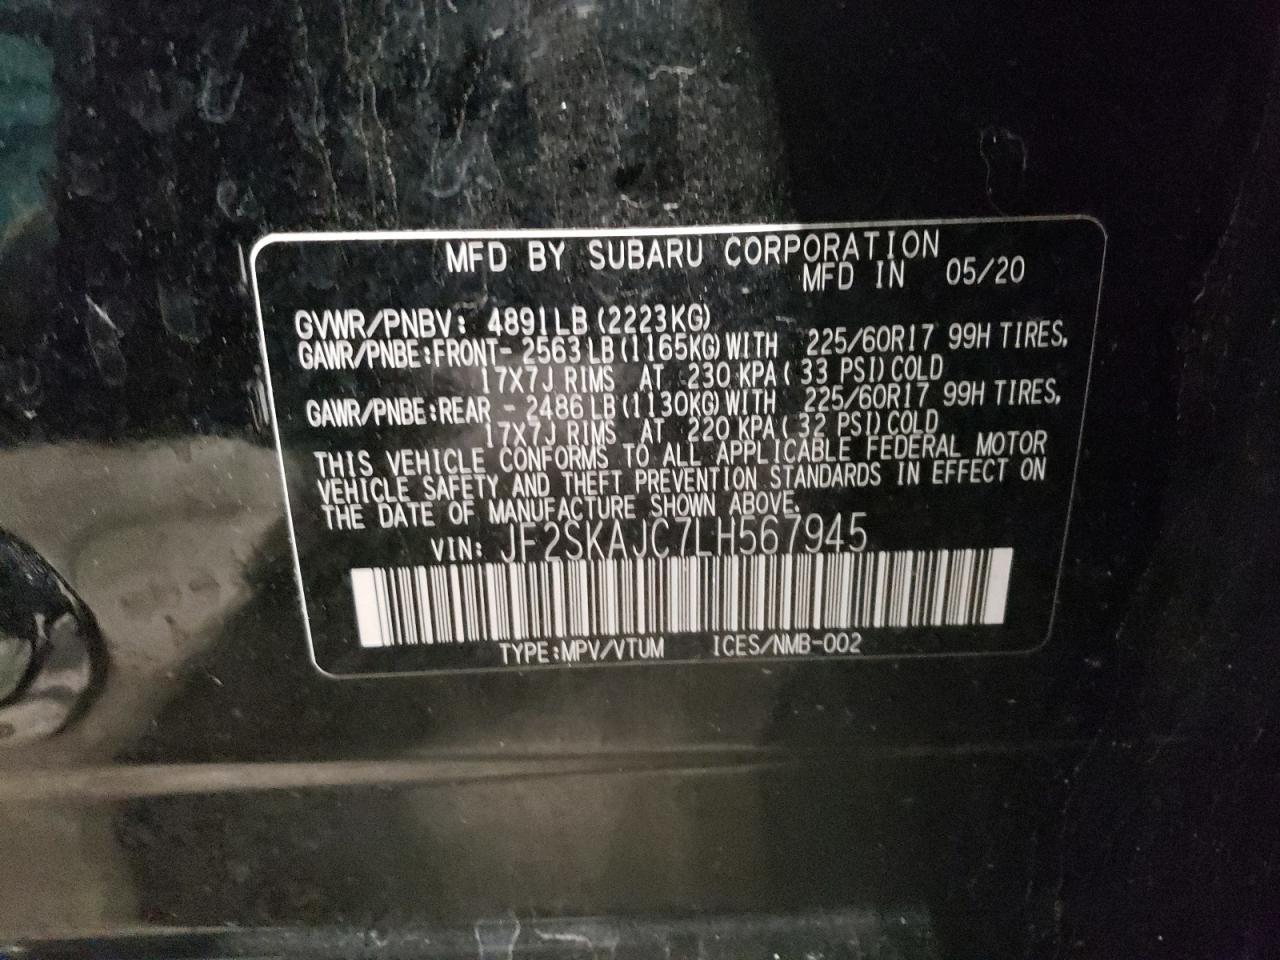 MFD BY SUBARU CORPORATION
MFD IN 05/20
GVWR/PNBV: 4891LB (2223KG)
GAWR/PNBE:FRONT- 2563 LB (1165KG) WITH 225/60R17 99H TIRES,
17X7J RIMS AT 230 KPA ( 33 PSI) COLD
GAWR/PNBE:REAR - 2486 LB (1130KG) WITH 225/60R17 99H TIRES,
17X7J RIMS AT 220 KPA ( 32 PSI) COLD
THIS VEHICLE CONFORMS TO ALL APPLICABLE FEDERAL MOTOR
VEHICLE SAFETY AND THEFT PREVENTION STANDARDS IN EFFECT ON
THE DATE OF MANUFACTURE SHOWN ABOVE.
VIN: JF2SKAJC7LH567945
TYPE:MPV/VTUM ICES/NMB-002